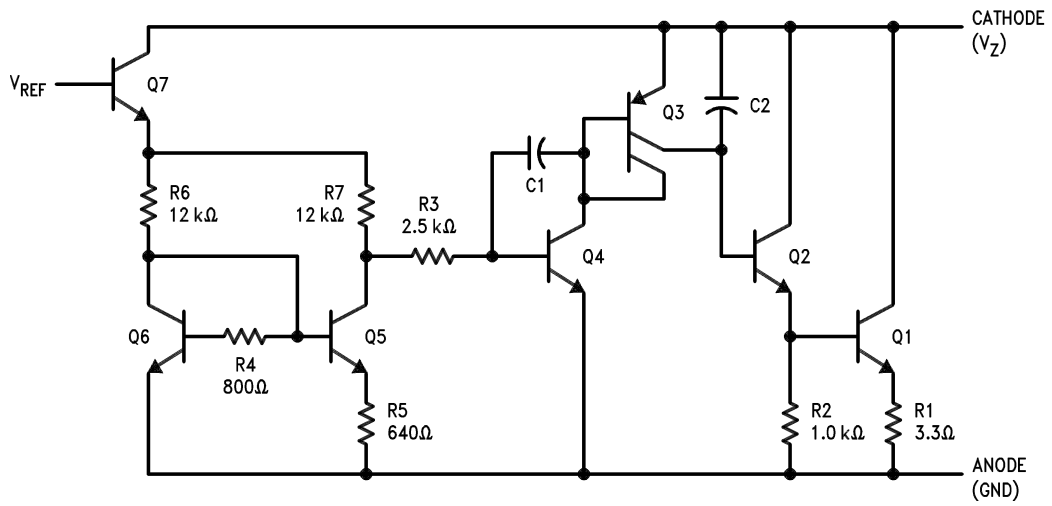 CATHODE
(VZ)
VREF
Q7
Q3
C2
R6
12 kΩ
R7
12 kΩ
C1
R3
2.5 kΩ
Q4
Q2
Q6
R4
800Ω
Q5
Q1
R5
640Ω
R2
1.0 kΩ
R1
3.3Ω
ANODE
(GND)